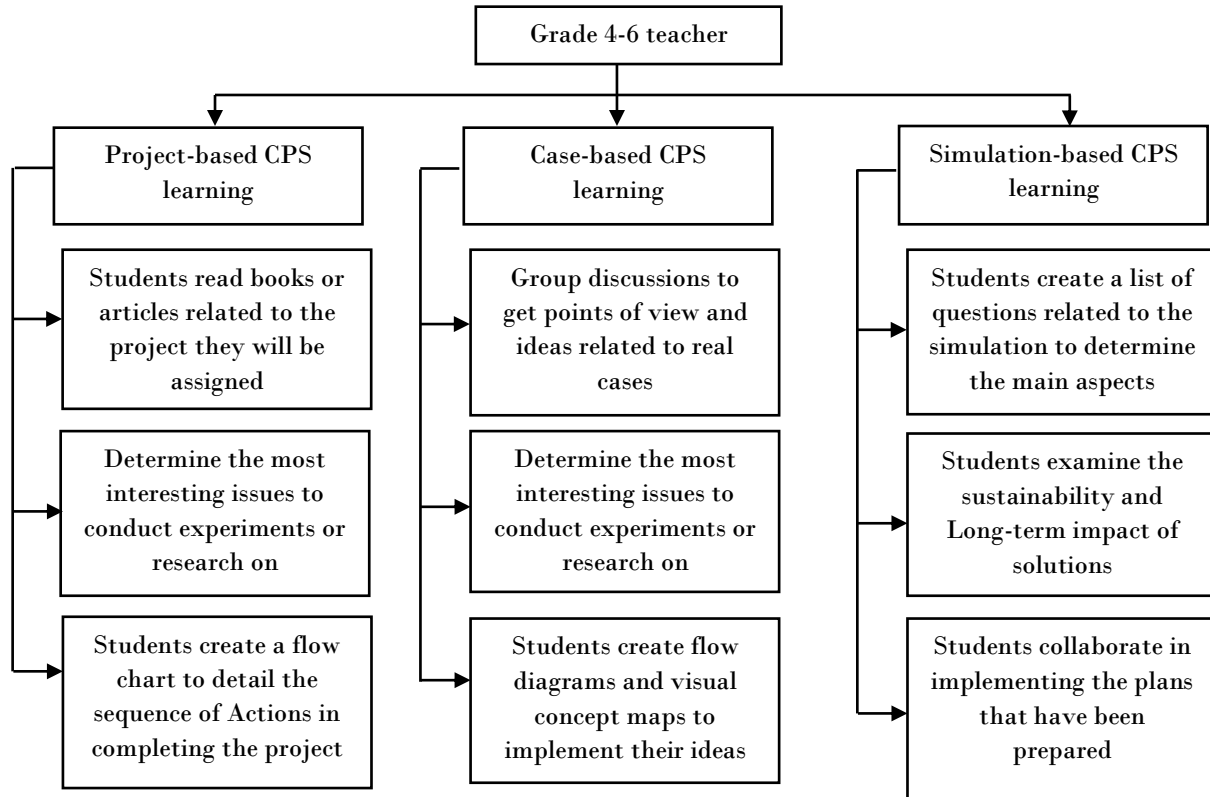 Grade 4-6 teacher
Project-based CPS
learning
Students read books or
articles related to the
project they will be
assigned
Determine the most
interesting issues to
conduct experiments or
research on
Students create a flow
chart to detail the
sequence of Actions in
completing the project
Case-based CPS
learning
Group discussions to
get points of view and
ideas related to real
cases
Determine the most
interesting issues to
conduct experiments or
research on
Students create flow
diagrams and visual
concept maps to
implement their ideas
Simulation-based CPS
learning
Students create a list of
questions related to the
simulation to determine
the main aspects
Students examine the
sustainability and
Long-term impact of
solutions
Students collaborate in
implementing the plans
that have been
prepared